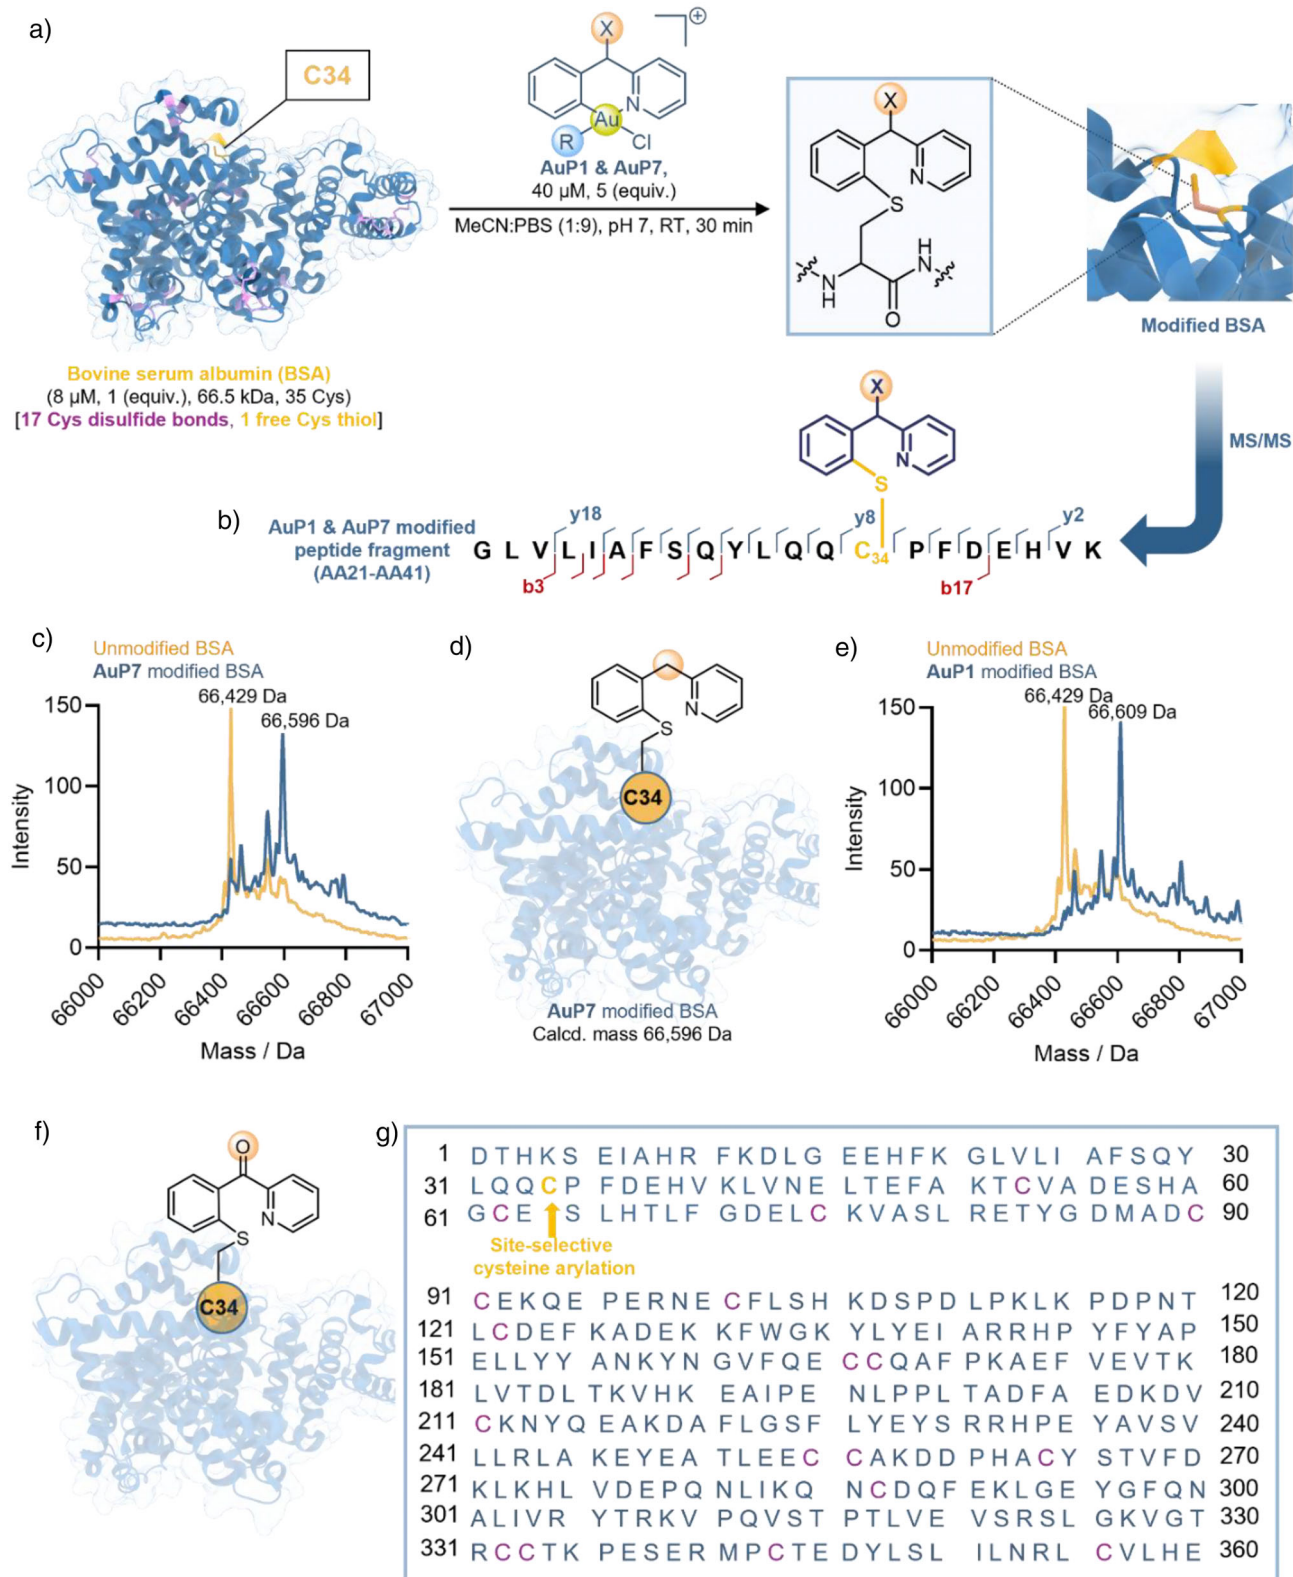 a)
C34
X
N
Au
R
Cl
AuP1 & AuP7,
40 µM, 5 (equiv.)
MeCN:PBS (1:9), pH 7, RT, 30 min
X
N
S
H
N
N
H
O
Modified BSA
Bovine serum albumin (BSA)
(8 µM, 1 (equiv.), 66.5 kDa, 35 Cys)
[17 Cys disulfide bonds, 1 free Cys thiol]
X
N
S
MS/MS
b)
AuP1 & AuP7 modified
peptide fragment
(AA21-AA41)
y18
y8
y2
G L V L I A F S Q Y L Q Q C34 P F D E H V K
b3
b17
c)
Unmodified BSA
AuP7 modified BSA
66,429 Da
66,596 Da
150
100
50
0
Intensity
66000
66200
66400
66600
66800
67000
Mass / Da
d)
N
S
C34
AuP7 modified BSA
Calcd. mass 66,596 Da
e)
Unmodified BSA
AuP1 modified BSA
66,429 Da
66,609 Da
150
100
50
0
Intensity
66000
66200
66400
66600
66800
67000
Mass / Da
f)
O
N
S
C34
g)
1 DTHKS EIAHR FKDLG EEHFK GLVLI AFSQY 30
31 LQQCP FDEHV KLVNE LTEFA KTCVA DESHA 60
61 GCE S LHTLF GDELC KVASL RETYG DMADC 90
Site-selective
cysteine arylation
91 CEKQE PERNE CFLSH KDSPD LPKLK PDPNT 120
121 LCDEF KADEK KFWGK YLYEI ARRHP YFYAP 150
151 ELLYY ANKYN GVFQE CCQAF PKAEF VEVTK 180
181 LVTDL TKVHK EAIPE NLPPL TADFA EDKDV 210
211 CKNYQ EAKDA FLGSF LYEYS RRHPE YAVSV 240
241 LLRLA KEYEA TLEEC CAKDD PHACY STVFD 270
271 KLKHL VDEPQ NLIKQ NCDQF EKLGE YGFQN 300
301 ALIVR YTRKV PQVST PTLVE VSRSL GKVGT 330
331 RCCTK PESER MPCTE DYLSL ILNRL CVLHE 360